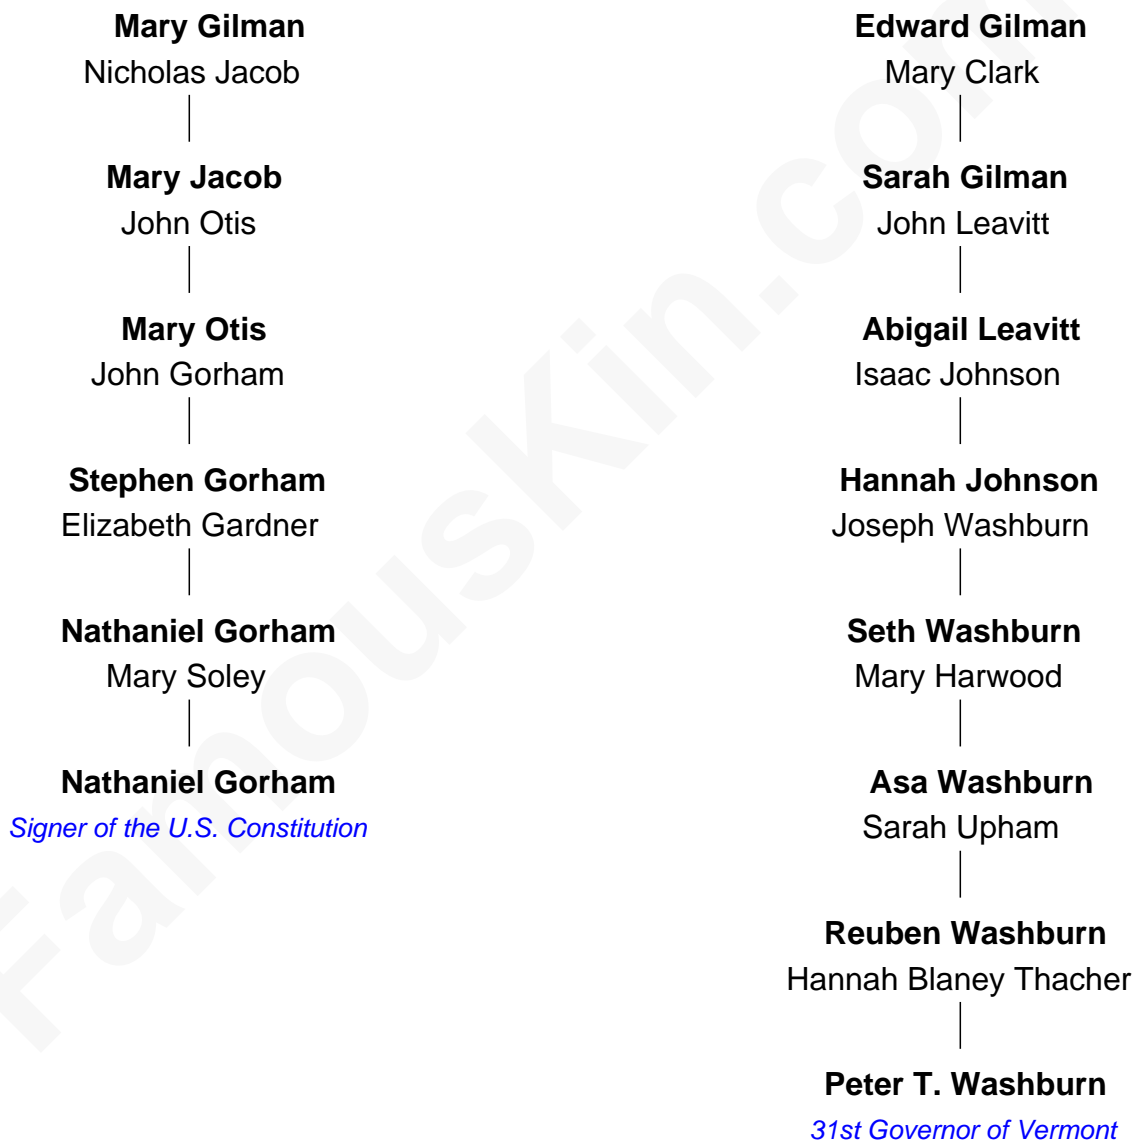 Mary Gilman
Nicholas Jacob
Mary Jacob
John Otis
Mary Otis
John Gorham
Stephen Gorham
Elizabeth Gardner
Nathaniel Gorham
Mary Soley
Nathaniel Gorham
Signer of the U.S. Constitution
Edward Gilman
Mary Clark
Sarah Gilman
John Leavitt
Abigail Leavitt
Isaac Johnson
Hannah Johnson
Joseph Washburn
Seth Washburn
Mary Harwood
Asa Washburn
Sarah Upham
Reuben Washburn
Hannah Blaney Thacher
Peter T. Washburn
31st Governor of Vermont
FamousKin.com